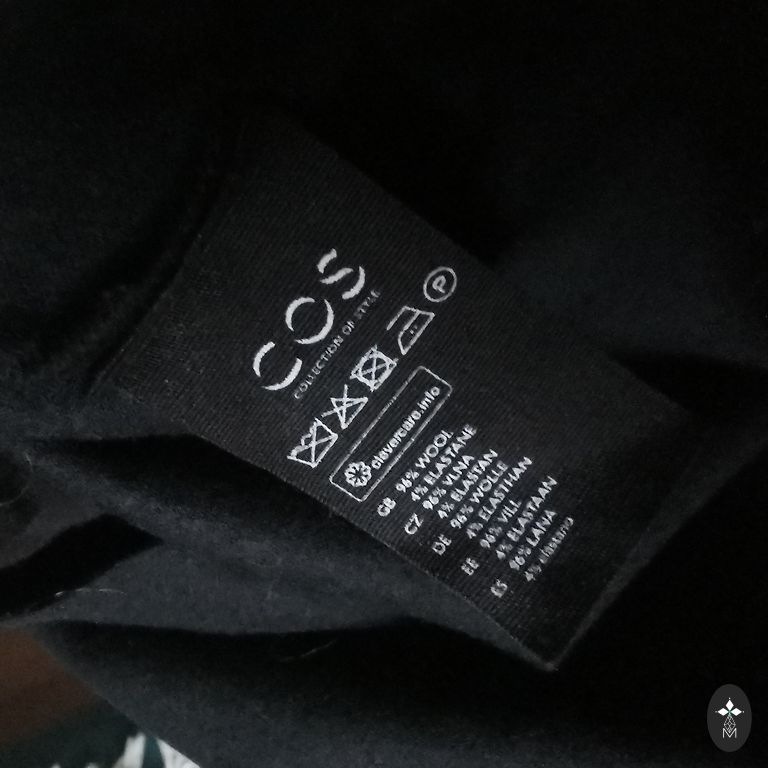 COS
COLLECTION OF STYLE
P
clevercare.info
GB 96% WOOL
4% ELASTANE
CZ 96% VLNA
4% ELASTAN
DE 96% WOLLE
4% ELASTHAN
EE 96% VILL
4% ELASTAAN
ES 96% LANA
4% elastano
M